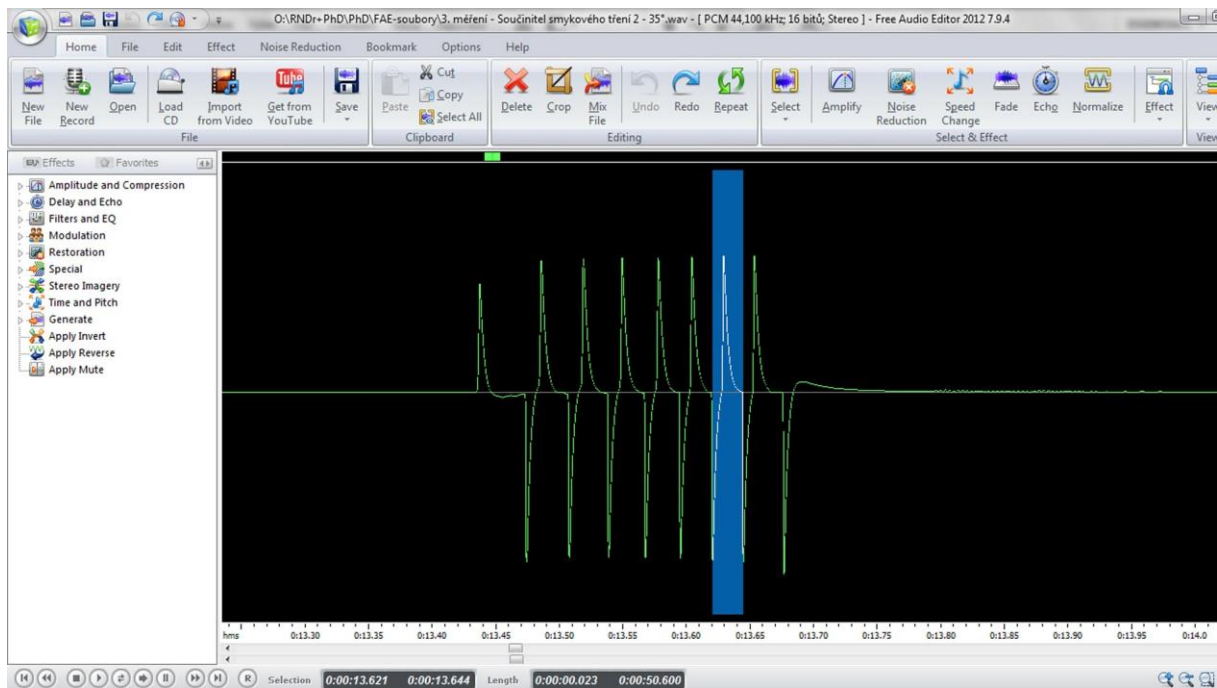 O:\RNDr+PhD\PhD\FAE-soubory\3. měření - Součinitel smykového tření 2 - 35°.wav - [ PCM 44,100 kHz; 16 bitů; Stereo ] - Free Audio Editor 2012 7.9.4
Home File Edit Effect Noise Reduction Bookmark Options Help
New File
New Record
Open
Load CD
Import from Video
Get from YouTube
Save
Paste
Cut
Copy
Select All
Delete
Crop
Mix File
Undo
Redo
Repeat
Select
Amplify
Noise Reduction
Speed Change
Fade
Echo
Normalize
Effect
View
File Clipboard Editing Select & Effect View
Effects Favorites
Amplitude and Compression
Delay and Echo
Filters and EQ
Modulation
Restoration
Special
Stereo Imagery
Time and Pitch
Generate
Apply Invert
Apply Reverse
Apply Mute
hms 0:13.30 0:13.35 0:13.40 0:13.45 0:13.50 0:13.55 0:13.60 0:13.65 0:13.70 0:13.75 0:13.80 0:13.85 0:13.90 0:13.95 0:14.0
R Selection 0:00:13.621 0:00:13.644 Length 0:00:00.023 0:00:50.600